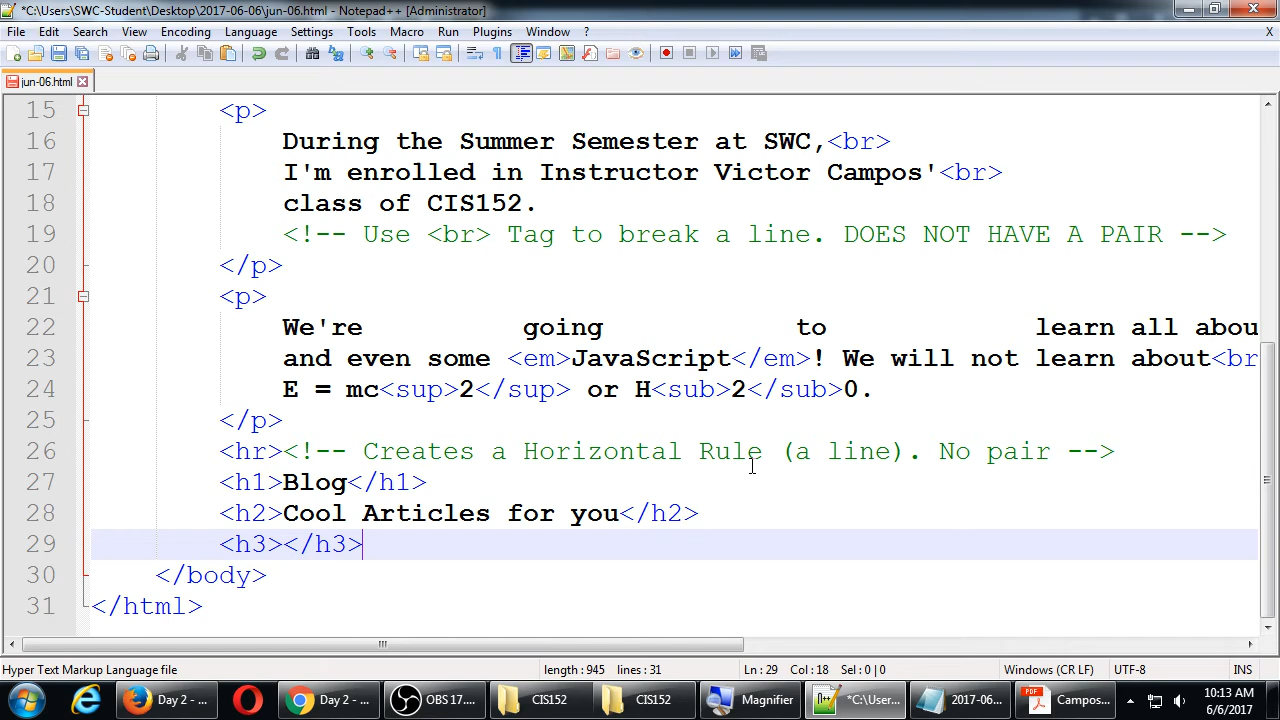 *C:\Users\SWC-Student\Desktop\2017-06-06\jun-06.html - Notepad++ [Administrator]
File Edit Search View Encoding Language Settings Tools Macro Run Plugins Window ? X
jun-06.html
15 <p>
16 During the Summer Semester at SWC,<br>
17 I'm enrolled in Instructor Victor Campos'<br>
18 class of CIS152.
19 <!-- Use <br> Tag to break a line. DOES NOT HAVE A PAIR -->
20 </p>
21 <p>
22 We're going to learn all abou
23 and even some <em>JavaScript</em>! We will not learn about<br
24 E = mc<sup>2</sup> or H<sub>2</sub>0.
25 </p>
26 <hr><!-- Creates a Horizontal Rule (a line). No pair -->
27 <h1>Blog</h1>
28 <h2>Cool Articles for you</h2>
29 <h3></h3>
30 </body>
31 </html>
Hyper Text Markup Language file length : 945 lines : 31 Ln : 29 Col : 18 Sel : 0 | 0 Windows (CR LF) UTF-8 INS
Day 2 - ... Day 2 - ... OBS 17.... CIS152 CIS152 Magnifier *C:\User... 2017-06... Campos... 10:13 AM
6/6/2017